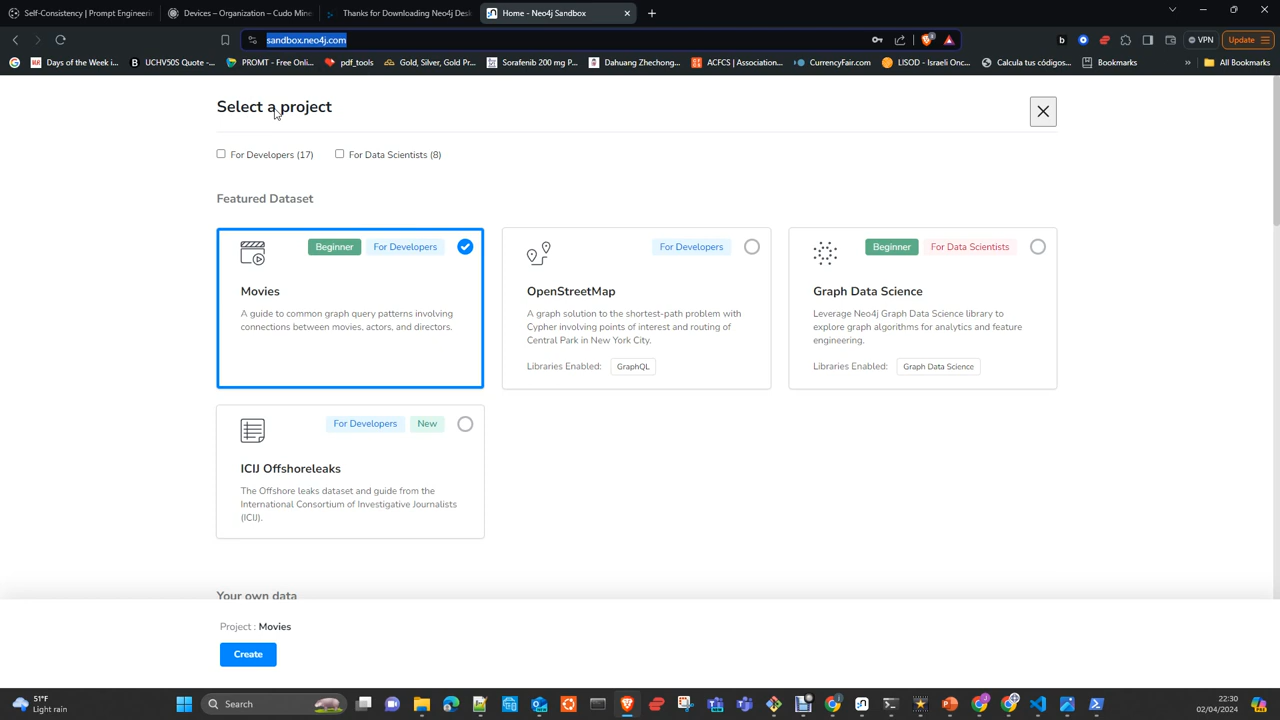 Self-Consistency | Prompt Engineerin
Devices – Organization – Cudo Mine
Thanks for Downloading Neo4j Desk
Home - Neo4j Sandbox
sandbox.neo4j.com
VPN
Update
Days of the Week i...
UCHV50S Quote -...
PROMT - Free Onli...
pdf_tools
Gold, Silver, Gold Pr...
Sorafenib 200 mg P...
Dahuang Zhechong...
ACFCS | Association...
CurrencyFair.com
LISOD - Israeli Onc...
Calcula tus códigos...
Bookmarks
»
All Bookmarks
Select a project
For Developers (17)
For Data Scientists (8)
Featured Dataset
Beginner
For Developers
Movies
A guide to common graph query patterns involving
connections between movies, actors, and directors.
For Developers
OpenStreetMap
A graph solution to the shortest-path problem with
Cypher involving points of interest and routing of
Central Park in New York City.
Libraries Enabled:
GraphQL
Beginner
For Data Scientists
Graph Data Science
Leverage Neo4j Graph Data Science library to
explore graph algorithms for analytics and feature
engineering.
Libraries Enabled:
Graph Data Science
For Developers
New
ICIJ Offshoreleaks
The Offshore leaks dataset and guide from the
International Consortium of Investigative Journalists
(ICIJ).
Your own data
Project : Movies
Create
51°F
Light rain
Search
22:30
02/04/2024